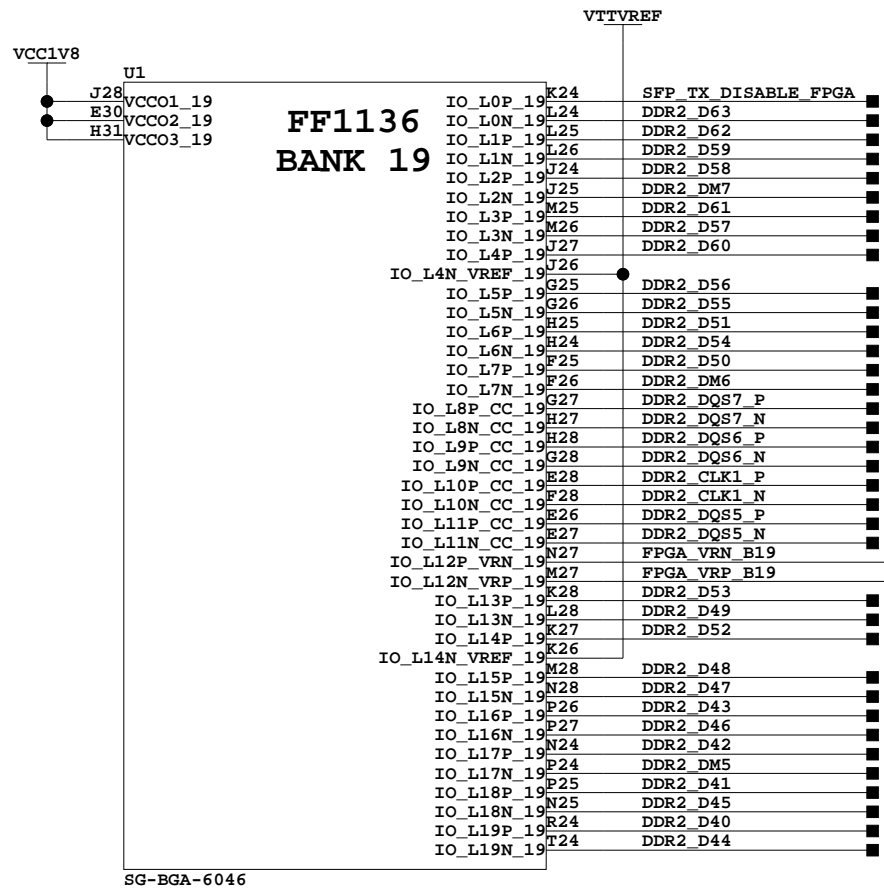 VTTVREF
VCC1V8
U1
J28 VCCO1_19
E30 VCCO2_19
H31 VCCO3_19
FF1136
BANK 19
IO_L0P_19 K24 SFP_TX_DISABLE_FPGA
IO_L0N_19 L24 DDR2_D63
IO_L1P_19 L25 DDR2_D62
IO_L1N_19 L26 DDR2_D59
IO_L2P_19 J24 DDR2_D58
IO_L2N_19 J25 DDR2_DM7
IO_L3P_19 M25 DDR2_D61
IO_L3N_19 M26 DDR2_D57
IO_L4P_19 J27 DDR2_D60
IO_L4N_VREF_19 J26
IO_L5P_19 G25 DDR2_D56
IO_L5N_19 G26 DDR2_D55
IO_L6P_19 H25 DDR2_D51
IO_L6N_19 H24 DDR2_D54
IO_L7P_19 F25 DDR2_D50
IO_L7N_19 F26 DDR2_DM6
IO_L8P_CC_19 G27 DDR2_DQS7_P
IO_L8N_CC_19 H27 DDR2_DQS7_N
IO_L9P_CC_19 H28 DDR2_DQS6_P
IO_L9N_CC_19 G28 DDR2_DQS6_N
IO_L10P_CC_19 E28 DDR2_CLK1_P
IO_L10N_CC_19 F28 DDR2_CLK1_N
IO_L11P_CC_19 E26 DDR2_DQS5_P
IO_L11N_CC_19 E27 DDR2_DQS5_N
IO_L12P_VRN_19 N27 FPGA_VRN_B19
IO_L12N_VRP_19 M27 FPGA_VRP_B19
IO_L13P_19 K28 DDR2_D53
IO_L13N_19 L28 DDR2_D49
IO_L14P_19 K27 DDR2_D52
IO_L14N_VREF_19 K26
IO_L15P_19 M28 DDR2_D48
IO_L15N_19 N28 DDR2_D47
IO_L16P_19 P26 DDR2_D43
IO_L16N_19 P27 DDR2_D46
IO_L17P_19 N24 DDR2_D42
IO_L17N_19 P24 DDR2_DM5
IO_L18P_19 P25 DDR2_D41
IO_L18N_19 N25 DDR2_D45
IO_L19P_19 R24 DDR2_D40
IO_L19N_19 T24 DDR2_D44
SG-BGA-6046